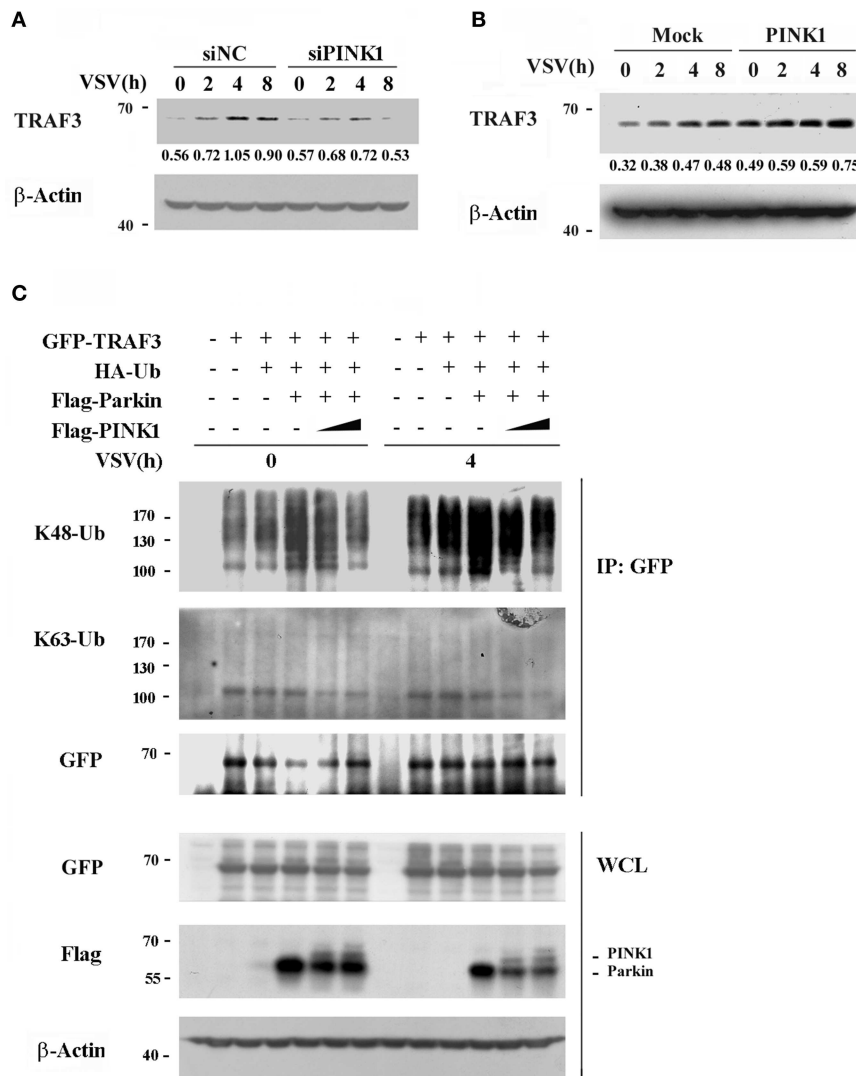 A
siNC siPINK1
VSV(h) 0 2 4 8 0 2 4 8
70 -
TRAF3
0.56 0.72 1.05 0.90 0.57 0.68 0.72 0.53
β-Actin
40 -
B
Mock PINK1
VSV(h) 0 2 4 8 0 2 4 8
70 -
TRAF3
0.32 0.38 0.47 0.48 0.49 0.59 0.59 0.75
β-Actin
40 -
C
GFP-TRAF3 - + + + + + - + + + + +
HA-Ub - - + + + + - - + + + +
Flag-Parkin - - - + + + - - - + + +
Flag-PINK1 - - - - - - - -
VSV(h) 0 4
K48-Ub
170 -
130 -
100 -
K63-Ub
170 -
130 -
100 -
GFP
70 -
IP: GFP
GFP
70 -
WCL
Flag
70 -
55 -
- PINK1
- Parkin
β-Actin
40 -